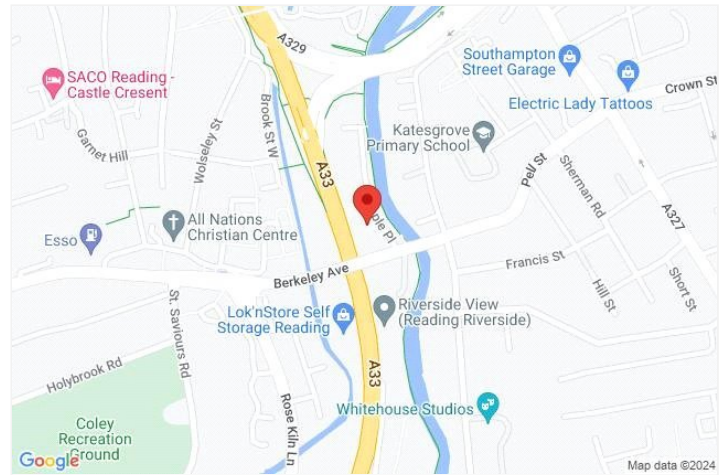 A329
Southampton
Street Garage
SACO Reading -
Castle Cresent
Crown St
Electric Lady Tattoos
Brook St W
Garnet Hill
Wolseley St
Katesgrove
Primary School
A33
Pell St
Sherman Rd
A327
All Nations
Christian Centre
Esso
Berkeley Ave
Francis St
Hill St
Short St
St. Saviours Rd
Lok'nStore Self
Storage Reading
Riverside View
(Reading Riverside)
A33
Holybrook Rd
Rose Kiln Ln
Whitehouse Studios
Coley
Recreation
Ground
Google
Map data ©2024